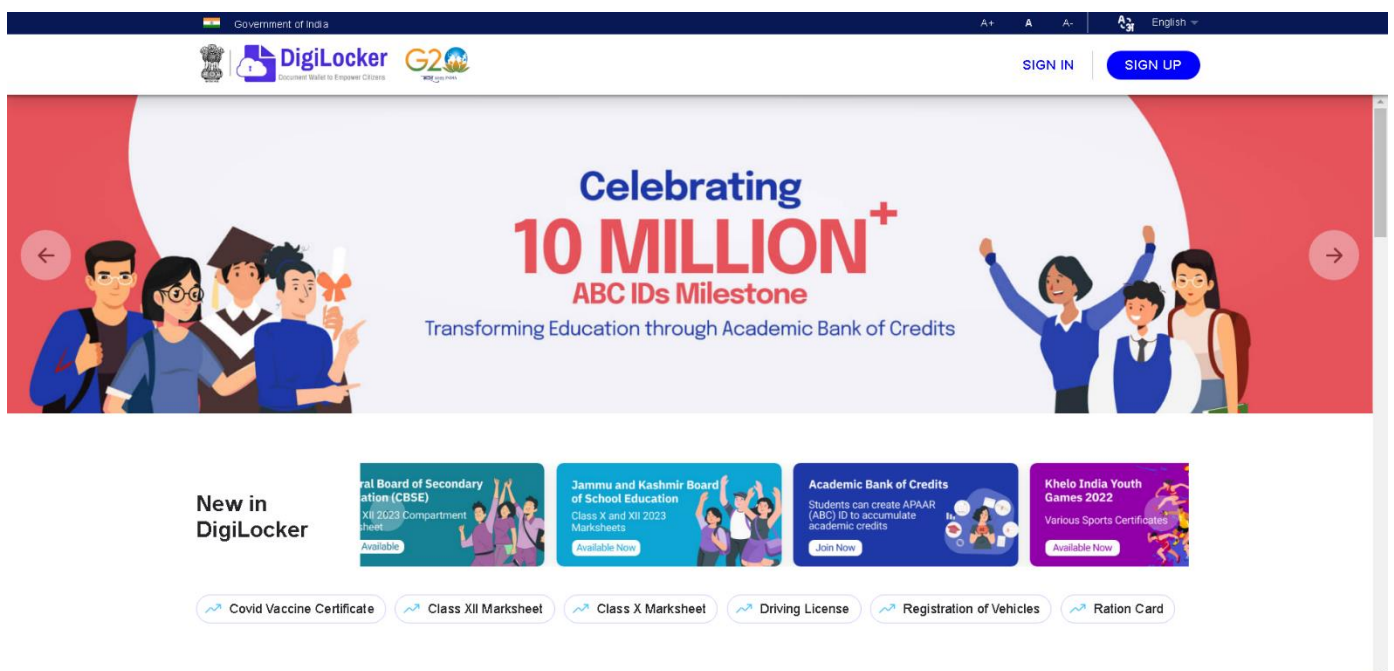 Government of India
A+ A A-
English
DigiLocker
Document Wallet to Empower Citizens
G20
SIGN IN
SIGN UP
Celebrating
10 MILLION+
ABC IDs Milestone
Transforming Education through Academic Bank of Credits
New in
DigiLocker
ral Board of Secondary
ation (CBSE)
XII 2023 Compartment
sheet
Available
Jammu and Kashmir Board
of School Education
Class X and XII 2023
Marksheets
Available Now
Academic Bank of Credits
Students can create APAAR
(ABC) ID to accumulate
academic credits
Join Now
Khelo India Youth
Games 2022
Various Sports Certificates
Available Now
Covid Vaccine Certificate
Class XII Marksheet
Class X Marksheet
Driving License
Registration of Vehicles
Ration Card